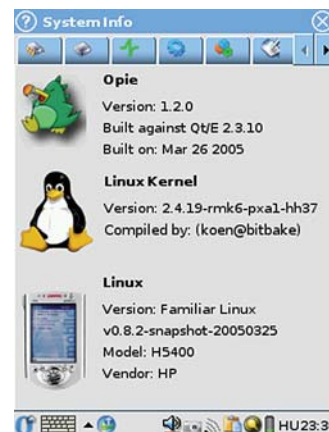 System Info
Opie
Version: 1.2.0
Built against Qt/E 2.3.10
Built on: Mar 26 2005
Linux Kernel
Version: 2.4.19-rmk6-pxa1-hh37
Compiled by: (koen@bitbake)
Linux
Version: Familiar Linux
v0.8.2-snapshot-20050325
Model: H5400
Vendor: HP
HU23:3